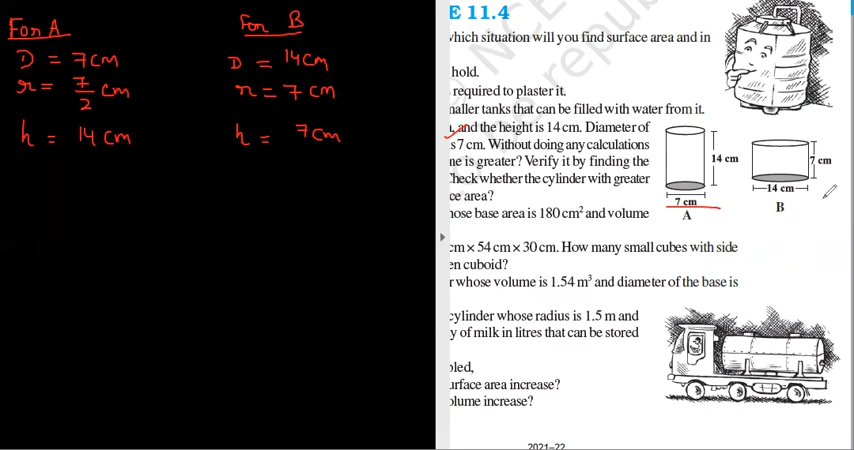 For A
D = 7cm
r = 7/2 cm
h = 14 cm
For B
D = 14cm
r = 7 cm
h = 7cm
E 11.4
which situation will you find surface area and in
hold.
required to plaster it.
maller tanks that can be filled with water from it.
and the height is 14 cm. Diameter of
s 7 cm. Without doing any calculations
me is greater? Verify it by finding the
Check whether the cylinder with greater
ce area?
hose base area is 180 cm² and volume
14 cm
7 cm
A
7 cm
14 cm
B
cm × 54 cm × 30 cm. How many small cubes with side
en cuboid?
r whose volume is 1.54 m³ and diameter of the base is
cylinder whose radius is 1.5 m and
y of milk in litres that can be stored
bled,
urface area increase?
olume increase?
2021–22